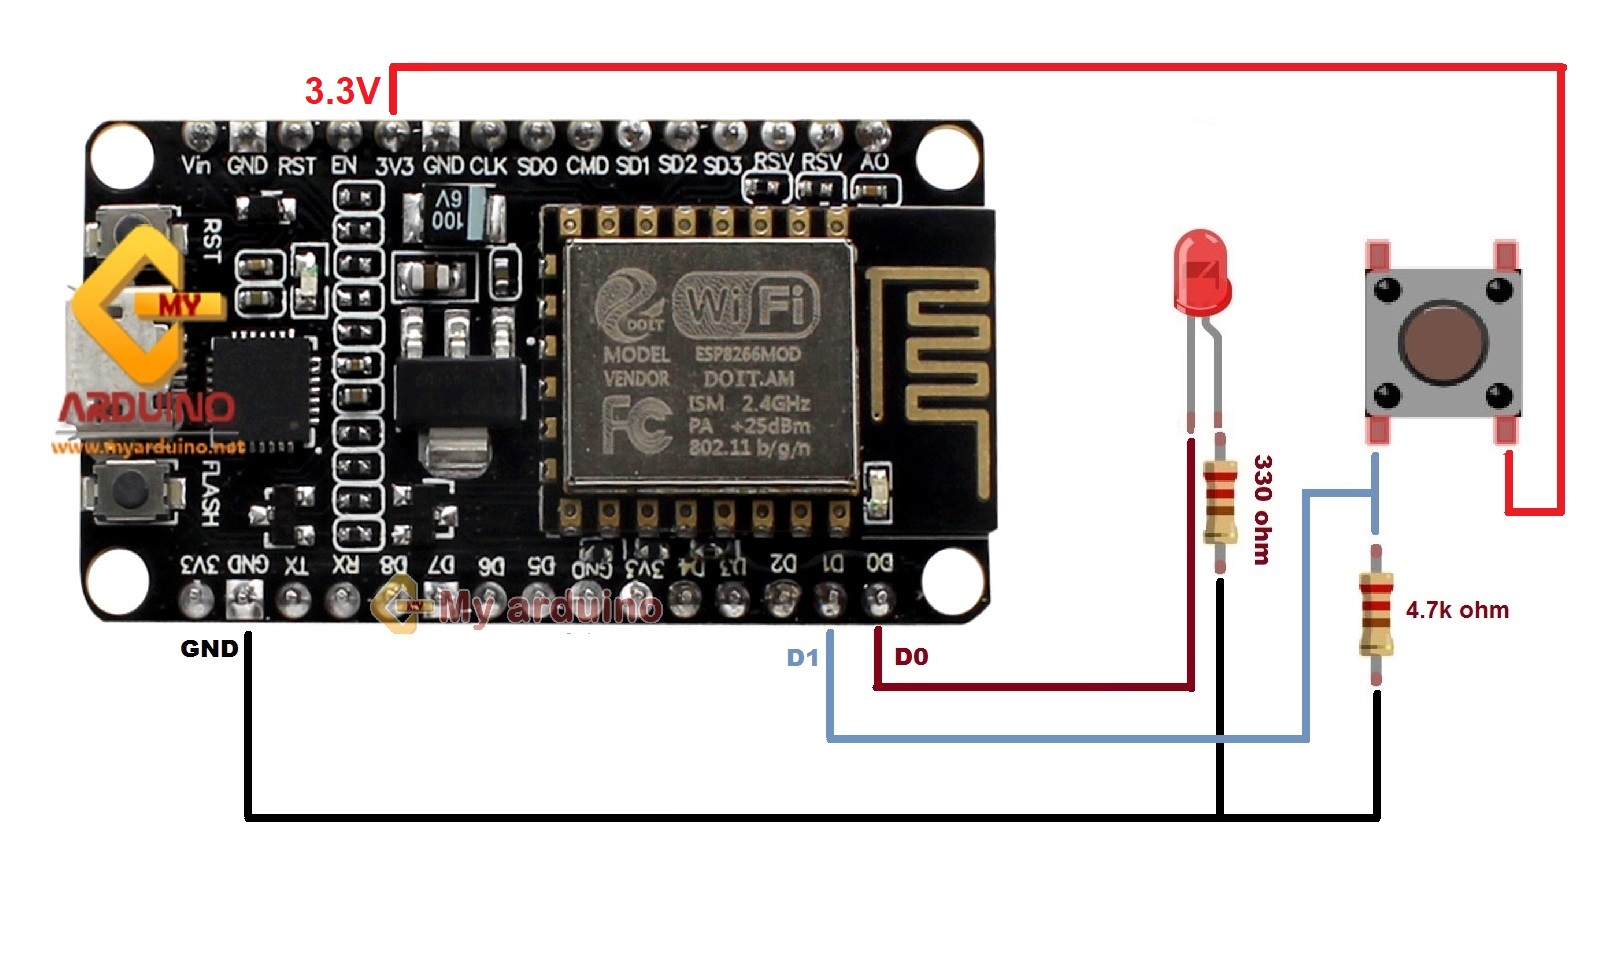 3.3V
Vin GND RST EN 3V3 GND CLK SD0 CMD SD1 SD2 SD3 RSV RSV A0
RST
100
6V
MY
ARDUINO
www.myarduino.net
FLASH
DOIT
WiFi
MODEL ESP8266MOD
VENDOR DOIT.AM
ISM 2.4GHz
PA +25dBm
802.11 b/g/n
FC
330 ohm
4.7k ohm
3V3 GND TX RX D8 D7 D6 D5 GND 3V3 D4 D3 D2 D1 D0
My arduino
GND
D1
D0